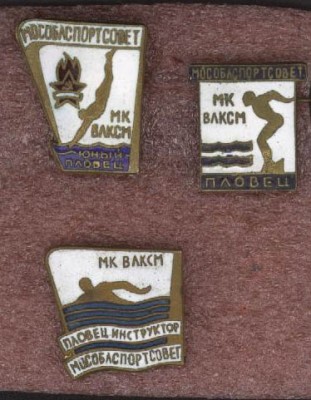 МОСОБЛСПОРТСОВЕТ
МК
ВЛКСМ
ЮНЫЙ
ПЛОВЕЦ
МОСОБЛСПОРТСОВЕТ
МК
ВЛКСМ
ПЛОВЕЦ
МК ВЛКСМ
ПЛОВЕЦ ИНСТРУКТОР
МОСОБЛСПОРТСОВЕТ